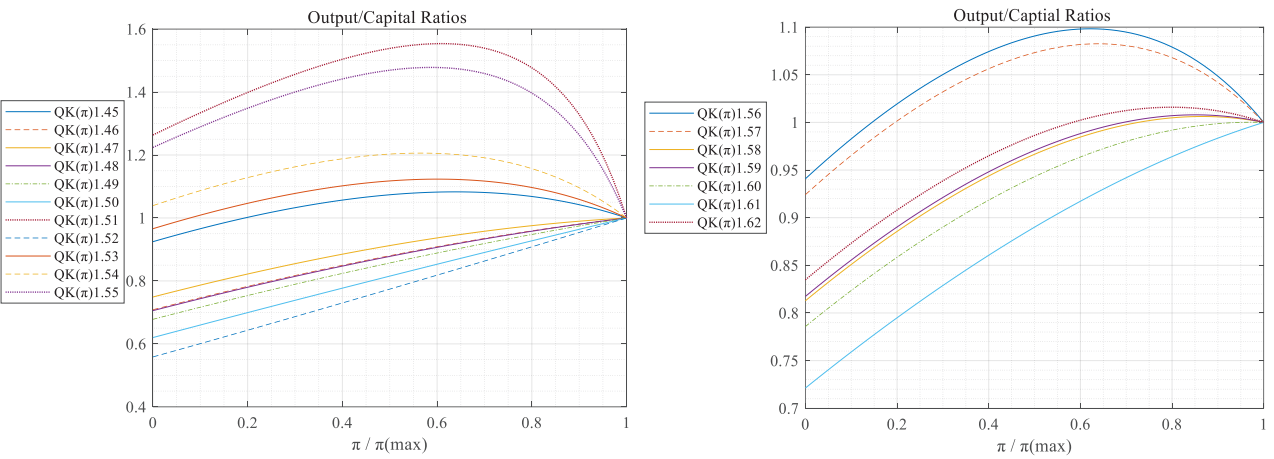 Output/Capital Ratios
1.6
1.4
1.2
1
0.8
0.6
0.4
0
0.2
0.4
0.6
0.8
1
π / π(max)
QK(π)1.45
QK(π)1.46
QK(π)1.47
QK(π)1.48
QK(π)1.49
QK(π)1.50
QK(π)1.51
QK(π)1.52
QK(π)1.53
QK(π)1.54
QK(π)1.55
Output/Captial Ratios
1.1
1.05
1
0.95
0.9
0.85
0.8
0.75
0.7
0
0.2
0.4
0.6
0.8
1
π / π(max)
QK(π)1.56
QK(π)1.57
QK(π)1.58
QK(π)1.59
QK(π)1.60
QK(π)1.61
QK(π)1.62